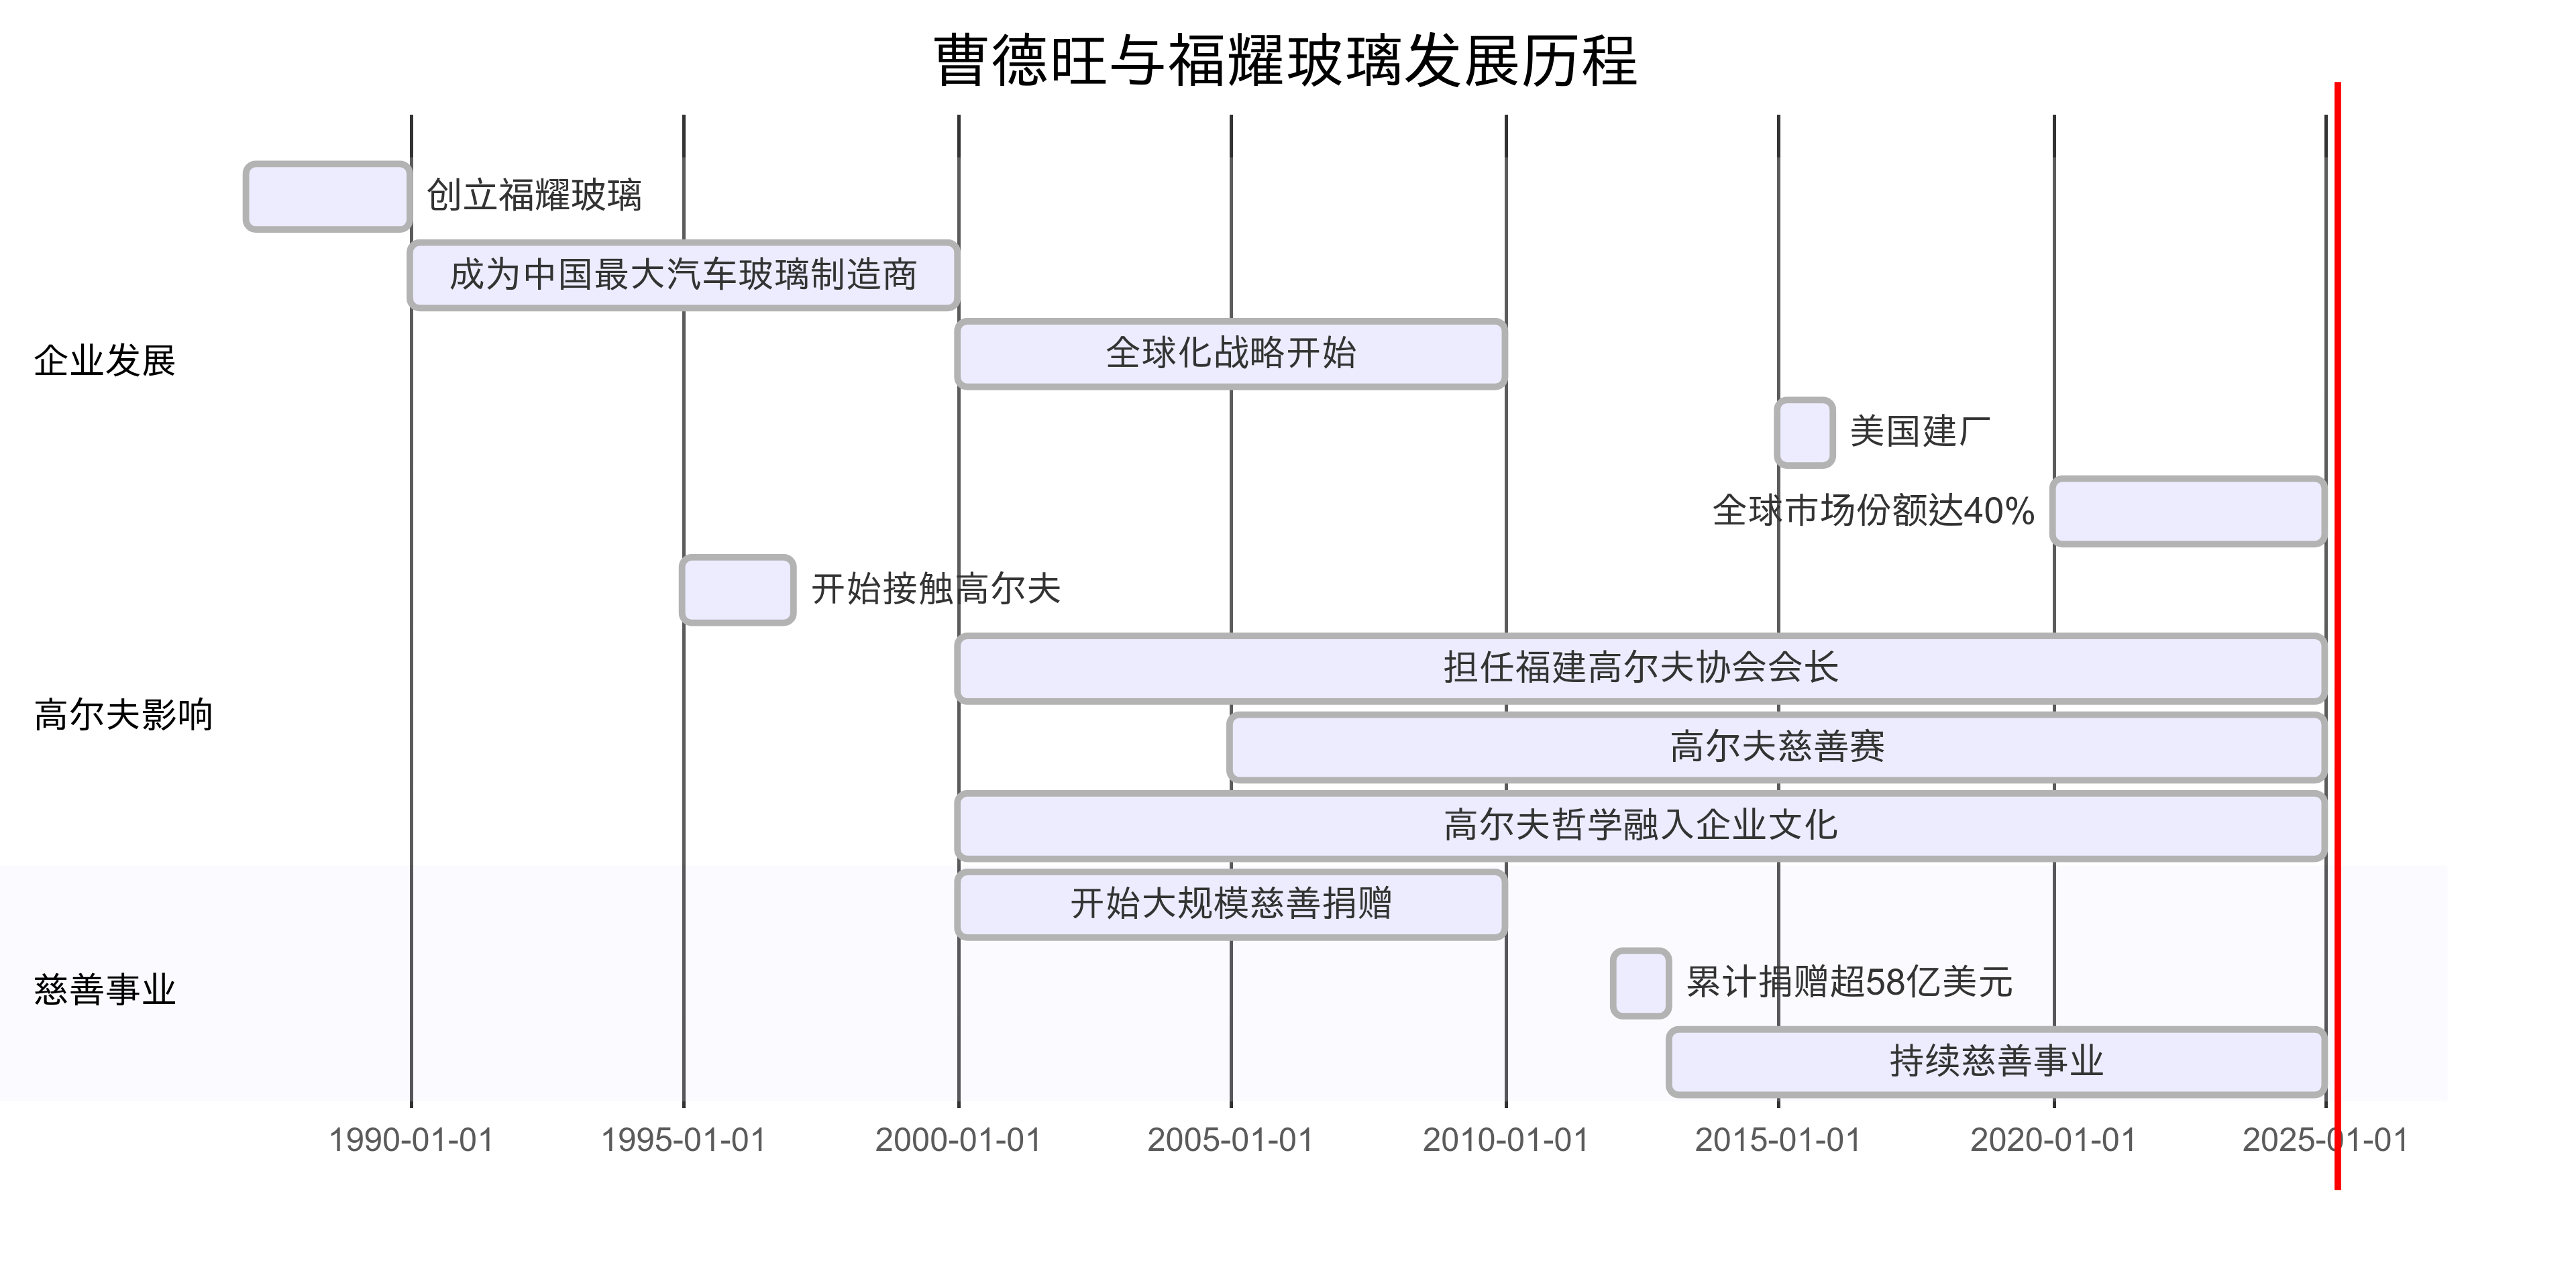 曹德旺与福耀玻璃发展历程
创立福耀玻璃
成为中国最大汽车玻璃制造商
全球化战略开始
企业发展
美国建厂
全球市场份额达40%
开始接触高尔夫
担任福建高尔夫协会会长
高尔夫影响
高尔夫慈善赛
高尔夫哲学融入企业文化
开始大规模慈善捐赠
慈善事业
累计捐赠超58亿美元
持续慈善事业
1990-01-01 1995-01-01 2000-01-01 2005-01-01 2010-01-01 2015-01-01 2020-01-01 2025-01-01